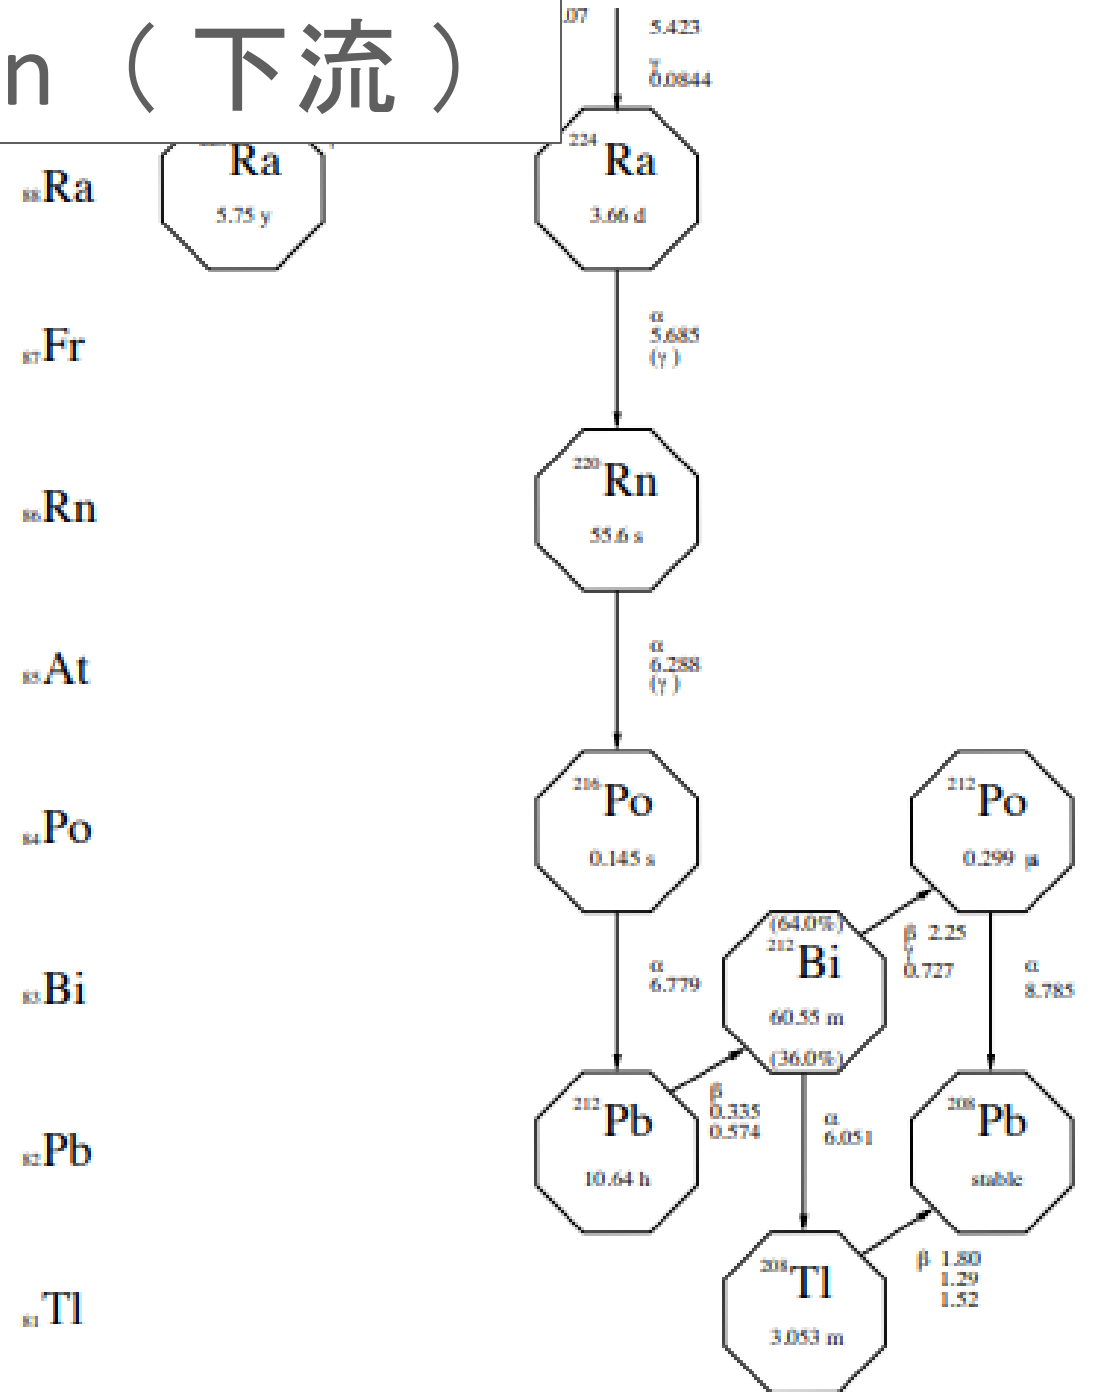 n （ 下流 ）
.07
5.423
γ
0.0844
88Ra
Ra
5.75 y
224Ra
3.66 d
α
5.685
(γ )
87Fr
86Rn
220Rn
55.6 s
α
6.288
(γ )
85At
84Po
216Po
0.145 s
212Po
0.299 μs
α
6.779
83Bi
(64.0%)
212Bi
60.55 m
(36.0%)
β 2.25
γ
0.727
α
8.785
82Pb
212Pb
10.64 h
β
0.335
0.574
α
6.051
208Pb
stable
81Tl
208Tl
3.053 m
β 1.80
1.29
1.52